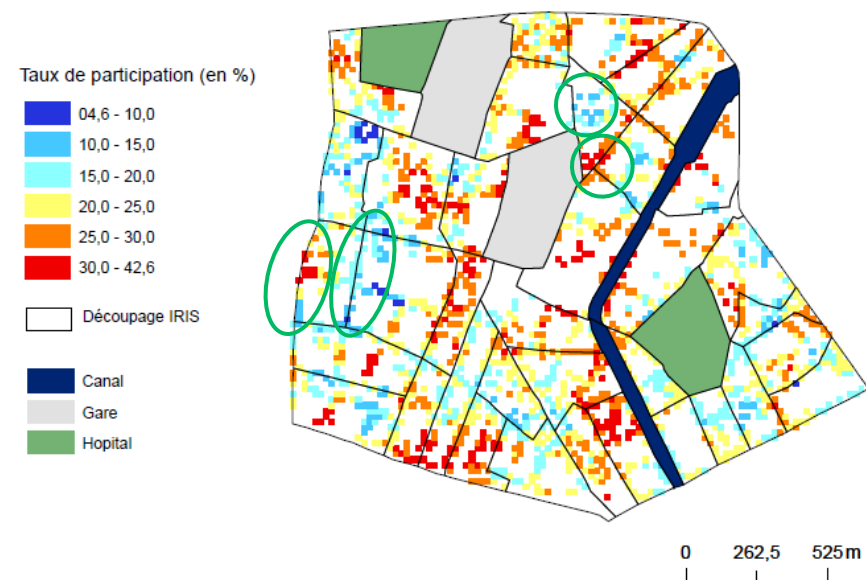 Taux de participation (en %)
04,6 - 10,0
10,0 - 15,0
15,0 - 20,0
20,0 - 25,0
25,0 - 30,0
30,0 - 42,6
Découpage IRIS
Canal
Gare
Hopital
0 262,5 525 m